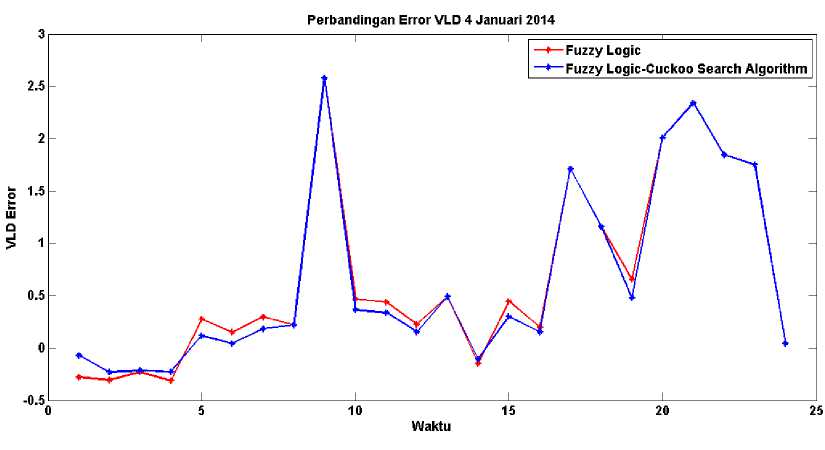 Perbandingan Error VLD 4 Januari 2014
Fuzzy Logic
Fuzzy Logic-Cuckoo Search Algorithm
VLD Error
3
2.5
2
1.5
1
0.5
0
-0.5
0
5
10
15
20
25
Waktu